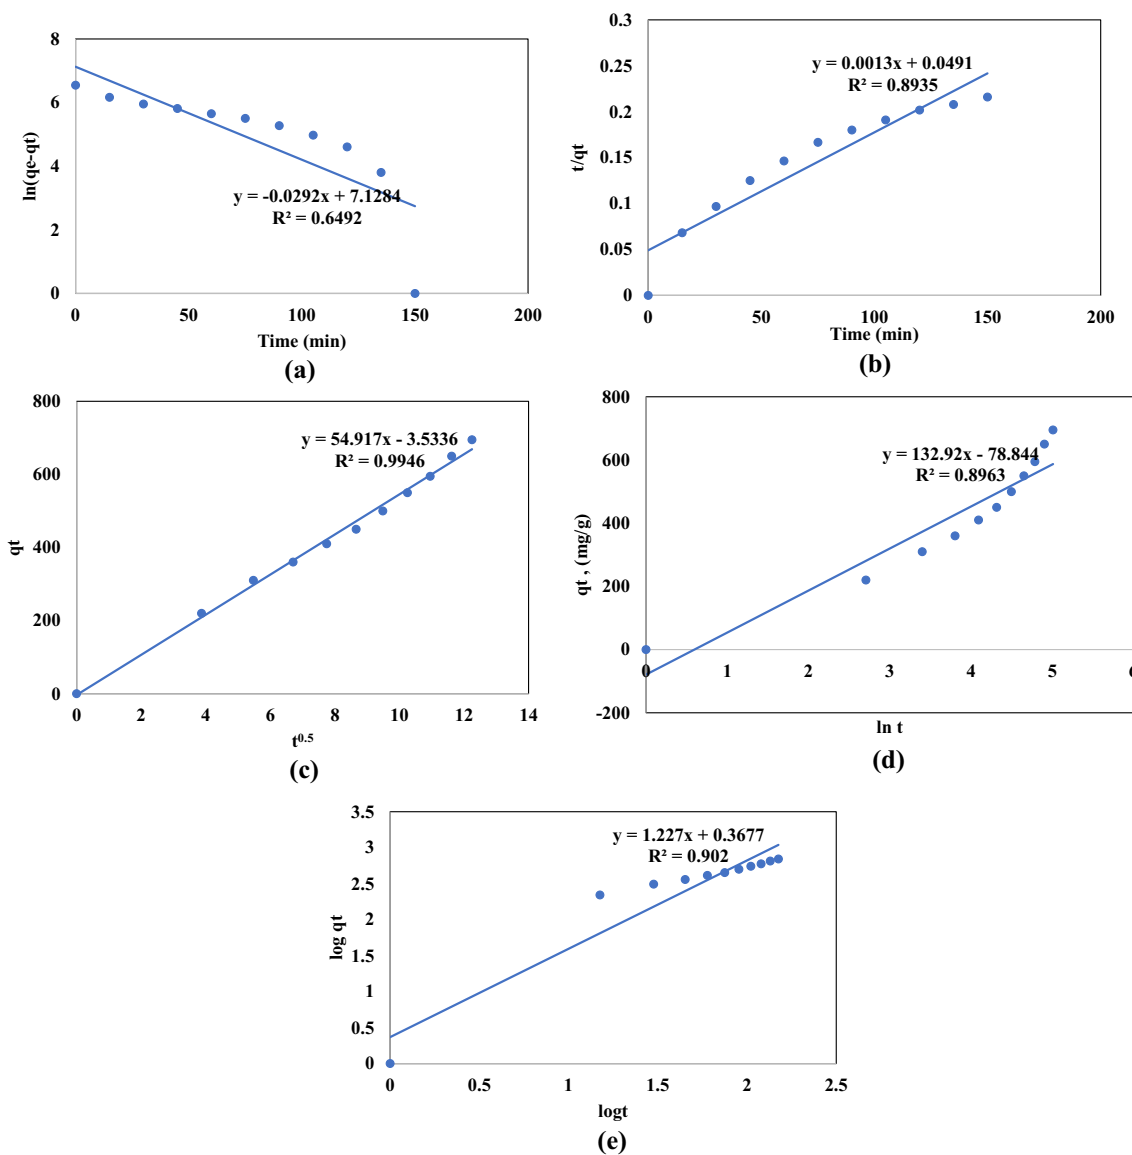 8
6
4
2
0
ln(qe-qt)
y = -0.0292x + 7.1284
R² = 0.6492
0 50 100 150 200
Time (min)
(a)
0.3
0.25
0.2
0.15
0.1
0.05
0
t/qt
y = 0.0013x + 0.0491
R² = 0.8935
0 50 100 150 200
Time (min)
(b)
800
600
400
200
0
qt
y = 54.917x - 3.5336
R² = 0.9946
0 2 4 6 8 10 12 14
t⁰·⁵
(c)
800
600
400
200
0
-200
qt , (mg/g)
y = 132.92x - 78.844
R² = 0.8963
0 1 2 3 4 5
ln t
(d)
3.5
3
2.5
2
1.5
1
0.5
0
log qt
y = 1.227x + 0.3677
R² = 0.902
0 0.5 1 1.5 2 2.5
logt
(e)